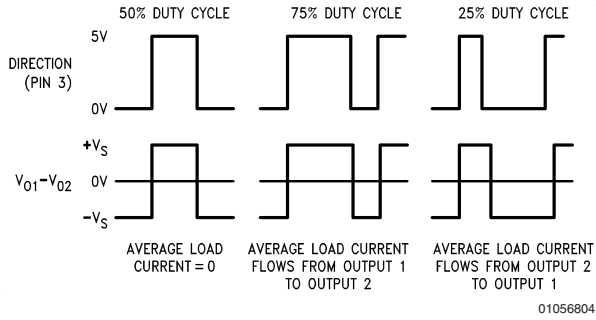 50% DUTY CYCLE
75% DUTY CYCLE
25% DUTY CYCLE
5V
DIRECTION
(PIN 3)
0V
+VS
VO1−VO2
0V
−VS
AVERAGE LOAD
CURRENT = 0
AVERAGE LOAD CURRENT
FLOWS FROM OUTPUT 1
TO OUTPUT 2
AVERAGE LOAD CURRENT
FLOWS FROM OUTPUT 2
TO OUTPUT 1
01056804